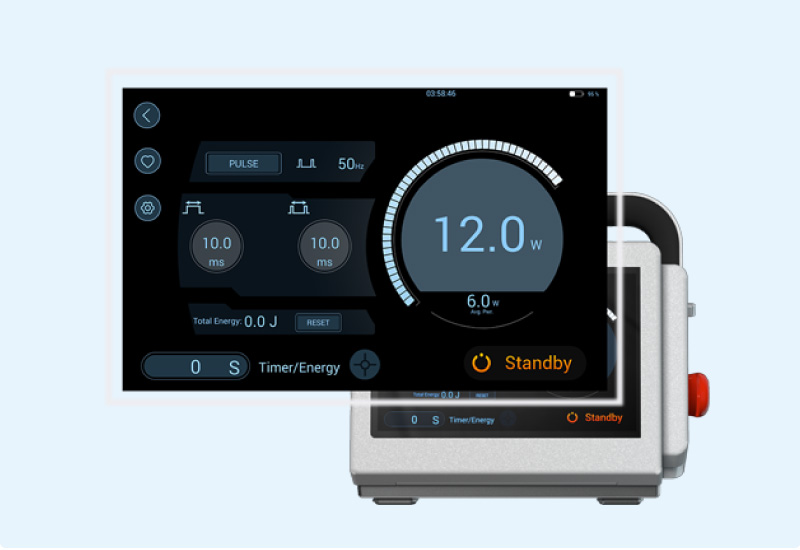 03:58:46
96%
PULSE
50Hz
10.0
ms
10.0
ms
12.0 W
6.0 W
Avg. Pwr.
Total Energy: 0.0 J
RESET
0 S
Timer/Energy
Standby
Total Energy: 0.0 J
RESET
0 S
Timer/Energy
Standby